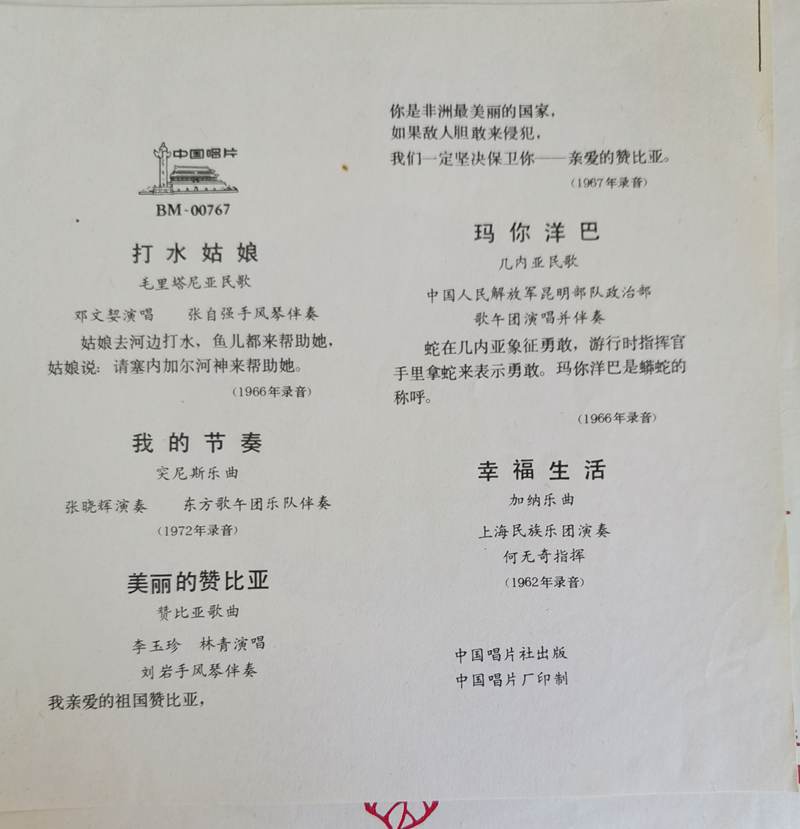 中国唱片
BM-00767
打水姑娘
毛里塔尼亚民歌
邓文挈演唱　张自强手风琴伴奏
姑娘去河边打水，鱼儿都来帮助她，
姑娘说：请塞内加尔河神来帮助她。
(1966年录音)
我的节奏
突尼斯乐曲
张晓辉演奏　东方歌午团乐队伴奏
(1972年录音)
美丽的赞比亚
赞比亚歌曲
李玉珍　林青演唱
刘岩手风琴伴奏
我亲爱的祖国赞比亚，
你是非洲最美丽的国家，
如果敌人胆敢来侵犯，
我们一定坚决保卫你——亲爱的赞比亚。
(1967年录音)
玛你洋巴
几内亚民歌
中国人民解放军昆明部队政治部
歌午团演唱并伴奏
蛇在几内亚象征勇敢，游行时指挥官
手里拿蛇来表示勇敢。玛你洋巴是蟒蛇的
称呼。
(1966年录音)
幸福生活
加纳乐曲
上海民族乐团演奏
何无奇指挥
(1962年录音)
中国唱片社出版
中国唱片厂印制